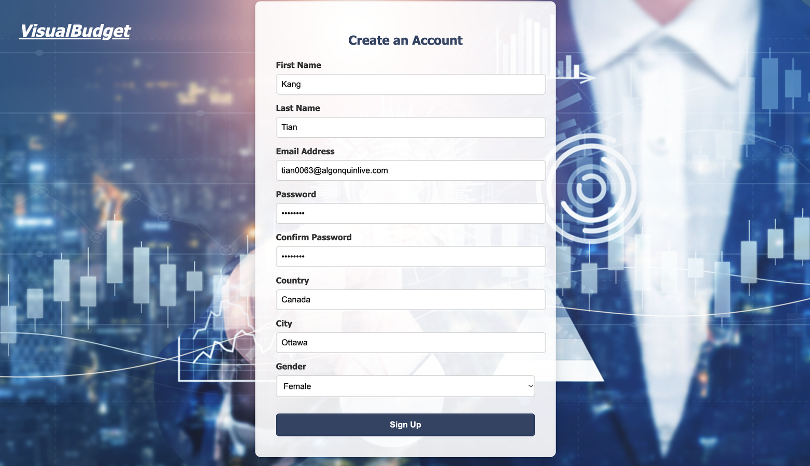 VisualBudget
Create an Account
First Name
Kang
Last Name
Tian
Email Address
tian0063@algonquinlive.com
Password
••••••••
Confirm Password
••••••••
Country
Canada
City
Ottawa
Gender
Female
Sign Up